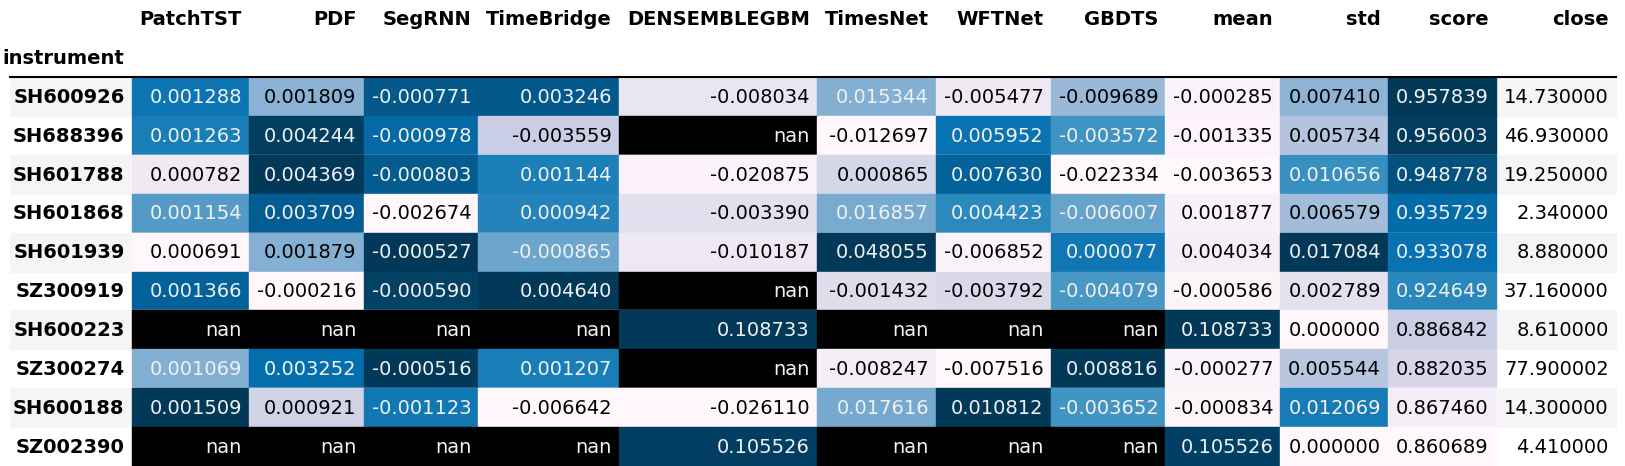 PatchTST PDF SegRNN TimeBridge DENSEMBLEGBM TimesNet WFTNet GBDTS mean std score close
instrument
SH600926 0.001288 0.001809 -0.000771 0.003246 -0.008034 0.015344 -0.005477 -0.009689 -0.000285 0.007410 0.957839 14.730000
SH688396 0.001263 0.004244 -0.000978 -0.003559 nan -0.012697 0.005952 -0.003572 -0.001335 0.005734 0.956003 46.930000
SH601788 0.000782 0.004369 -0.000803 0.001144 -0.020875 0.000865 0.007630 -0.022334 -0.003653 0.010656 0.948778 19.250000
SH601868 0.001154 0.003709 -0.002674 0.000942 -0.003390 0.016857 0.004423 -0.006007 0.001877 0.006579 0.935729 2.340000
SH601939 0.000691 0.001879 -0.000527 -0.000865 -0.010187 0.048055 -0.006852 0.000077 0.004034 0.017084 0.933078 8.880000
SZ300919 0.001366 -0.000216 -0.000590 0.004640 nan -0.001432 -0.003792 -0.004079 -0.000586 0.002789 0.924649 37.160000
SH600223 nan nan nan nan 0.108733 nan nan nan 0.108733 0.000000 0.886842 8.610000
SZ300274 0.001069 0.003252 -0.000516 0.001207 nan -0.008247 -0.007516 0.008816 -0.000277 0.005544 0.882035 77.900002
SH600188 0.001509 0.000921 -0.001123 -0.006642 -0.026110 0.017616 0.010812 -0.003652 -0.000834 0.012069 0.867460 14.300000
SZ002390 nan nan nan nan 0.105526 nan nan nan 0.105526 0.000000 0.860689 4.410000